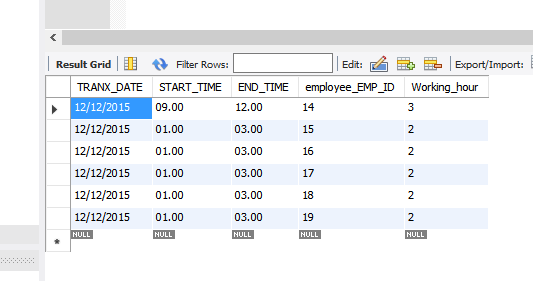 Result Grid Filter Rows: Edit: Export/Import:
TRANX_DATE START_TIME END_TIME employee_EMP_ID Working_hour
12/12/2015 09.00 12.00 14 3
12/12/2015 01.00 03.00 15 2
12/12/2015 01.00 03.00 16 2
12/12/2015 01.00 03.00 17 2
12/12/2015 01.00 03.00 18 2
12/12/2015 01.00 03.00 19 2
NULL NULL NULL NULL NULL